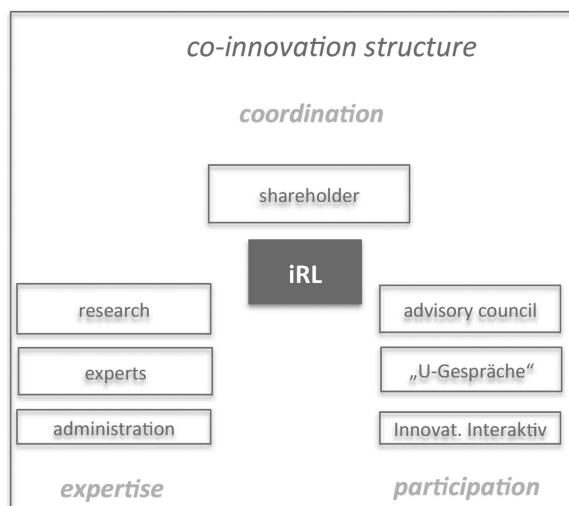 co-innovation structure
coordination
shareholder
iRL
research
advisory council
experts
„U-Gespräche“
administration
Innovat. Interaktiv
expertise
participation